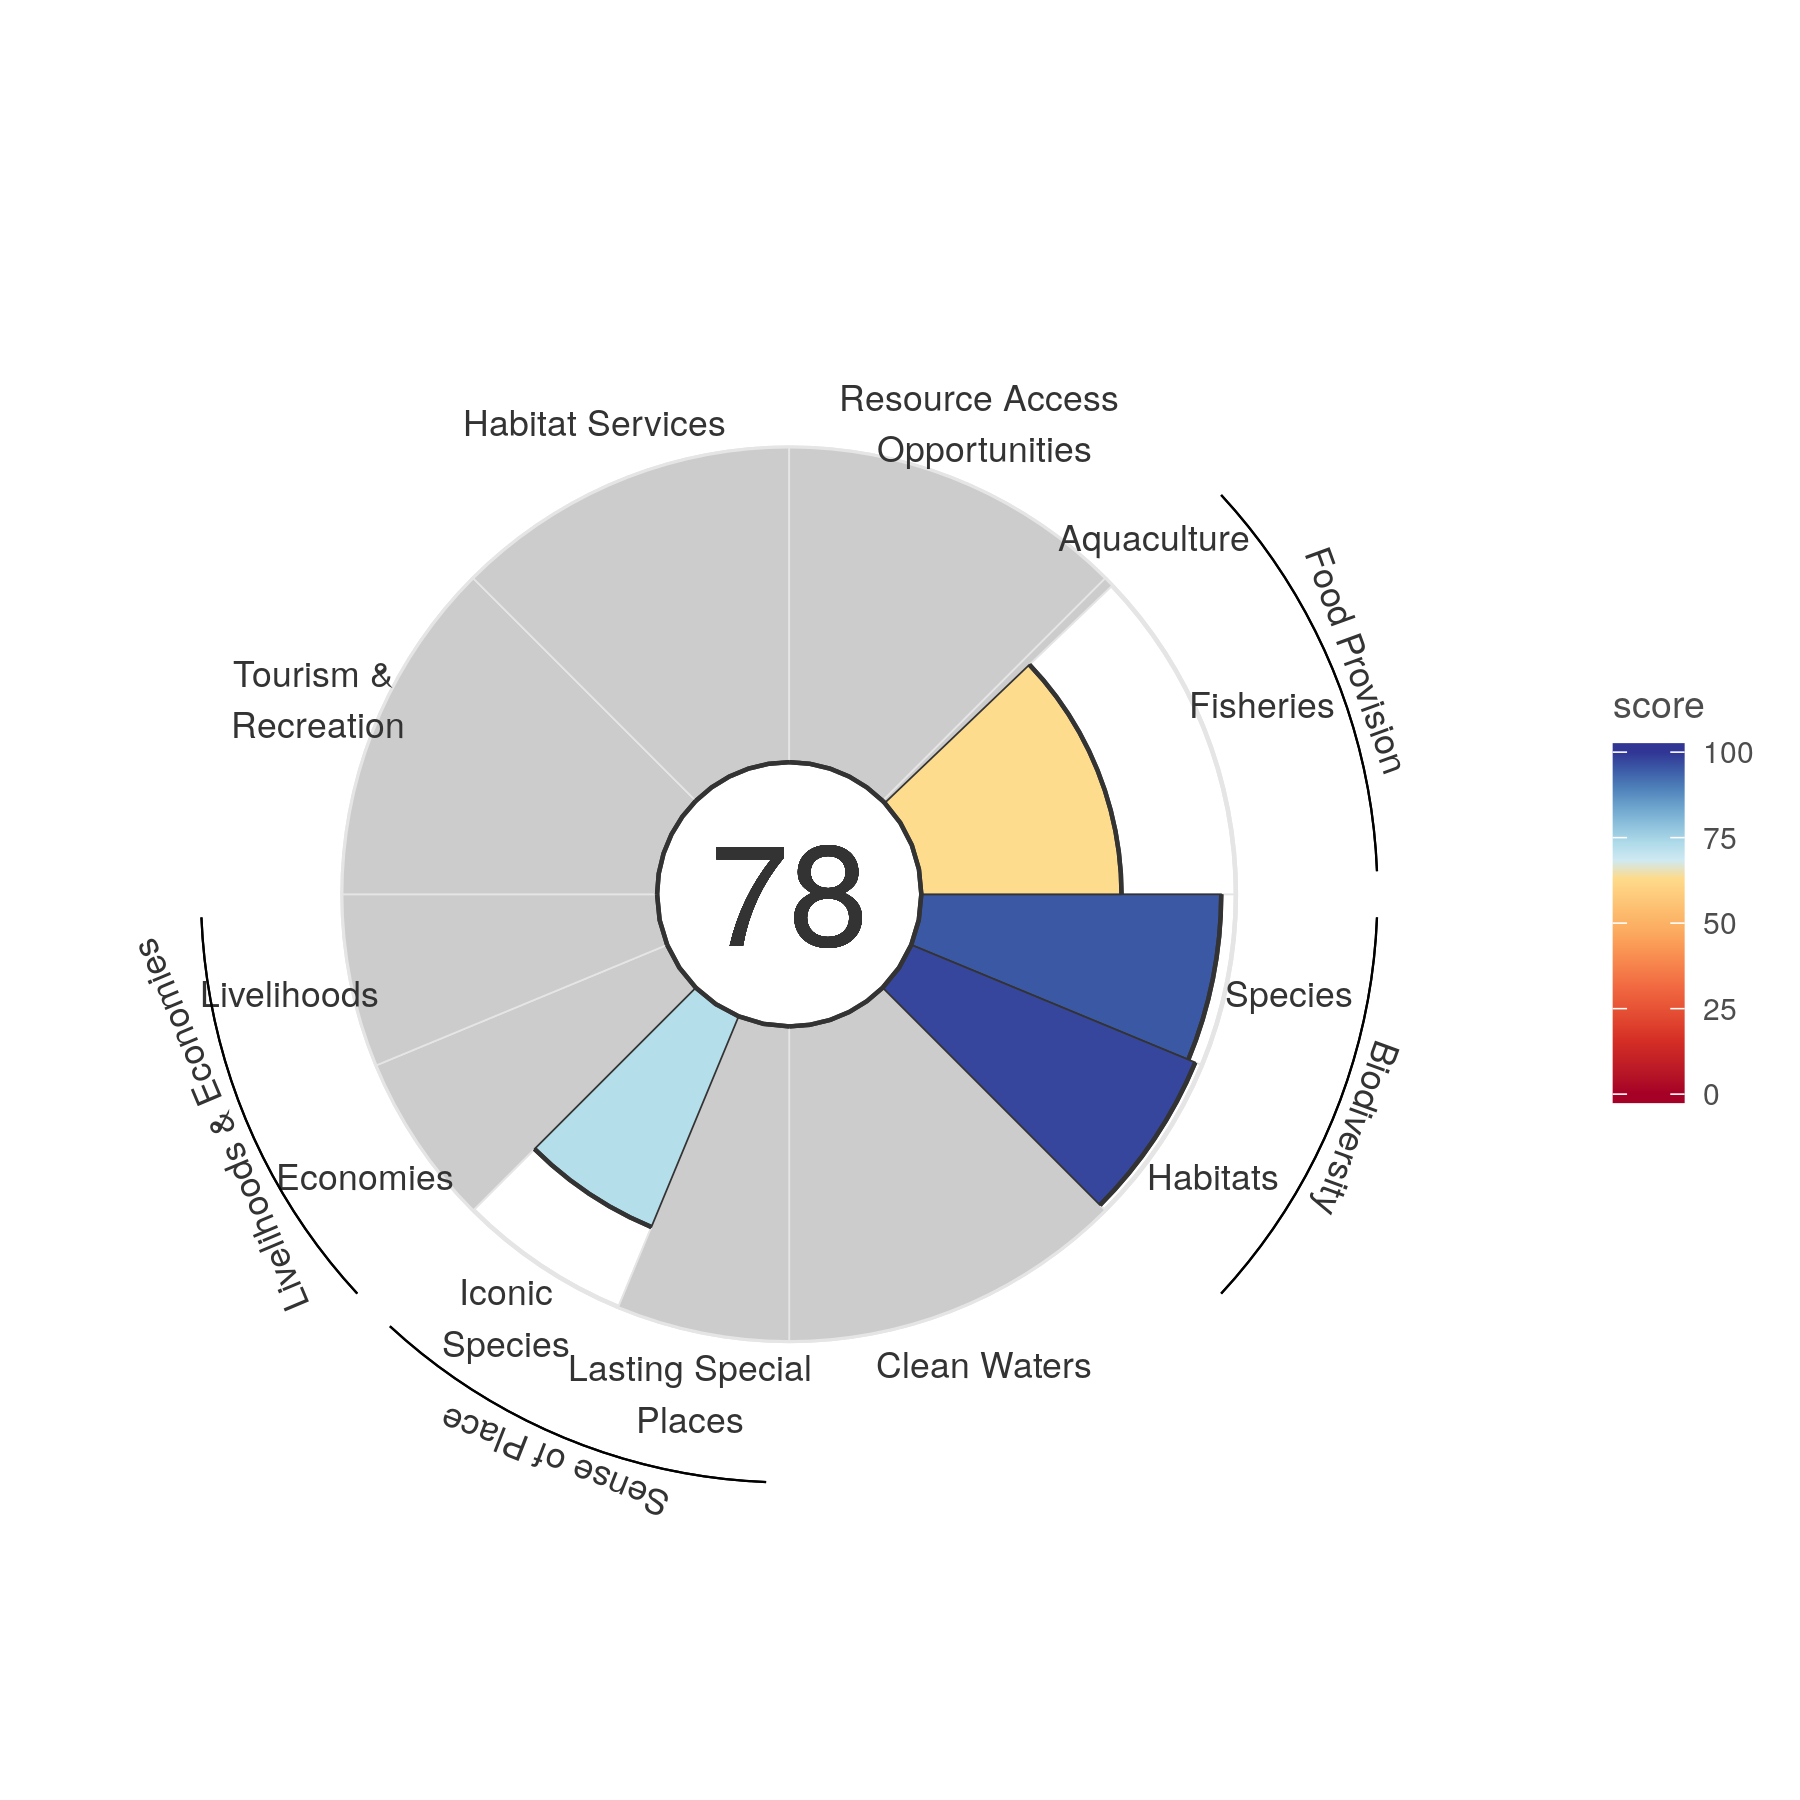 Resource Access
Opportunities
Habitat Services
Aquaculture
Food Provision
Fisheries
Tourism &
Recreation
78
Species
Biodiversity
Habitats
Livelihoods
Livelihoods & Economies
Economies
Iconic
Species
Lasting Special
Places
Clean Waters
Sense of Place
score
100
75
50
25
0